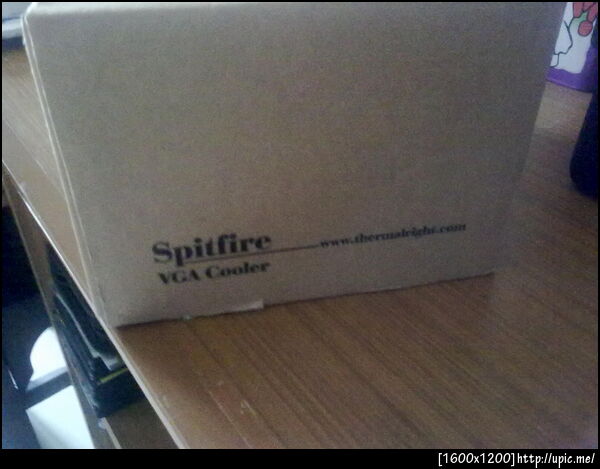 Spitfire www.thermalright.com
VGA Cooler
[1600x1200]http://upic.me/